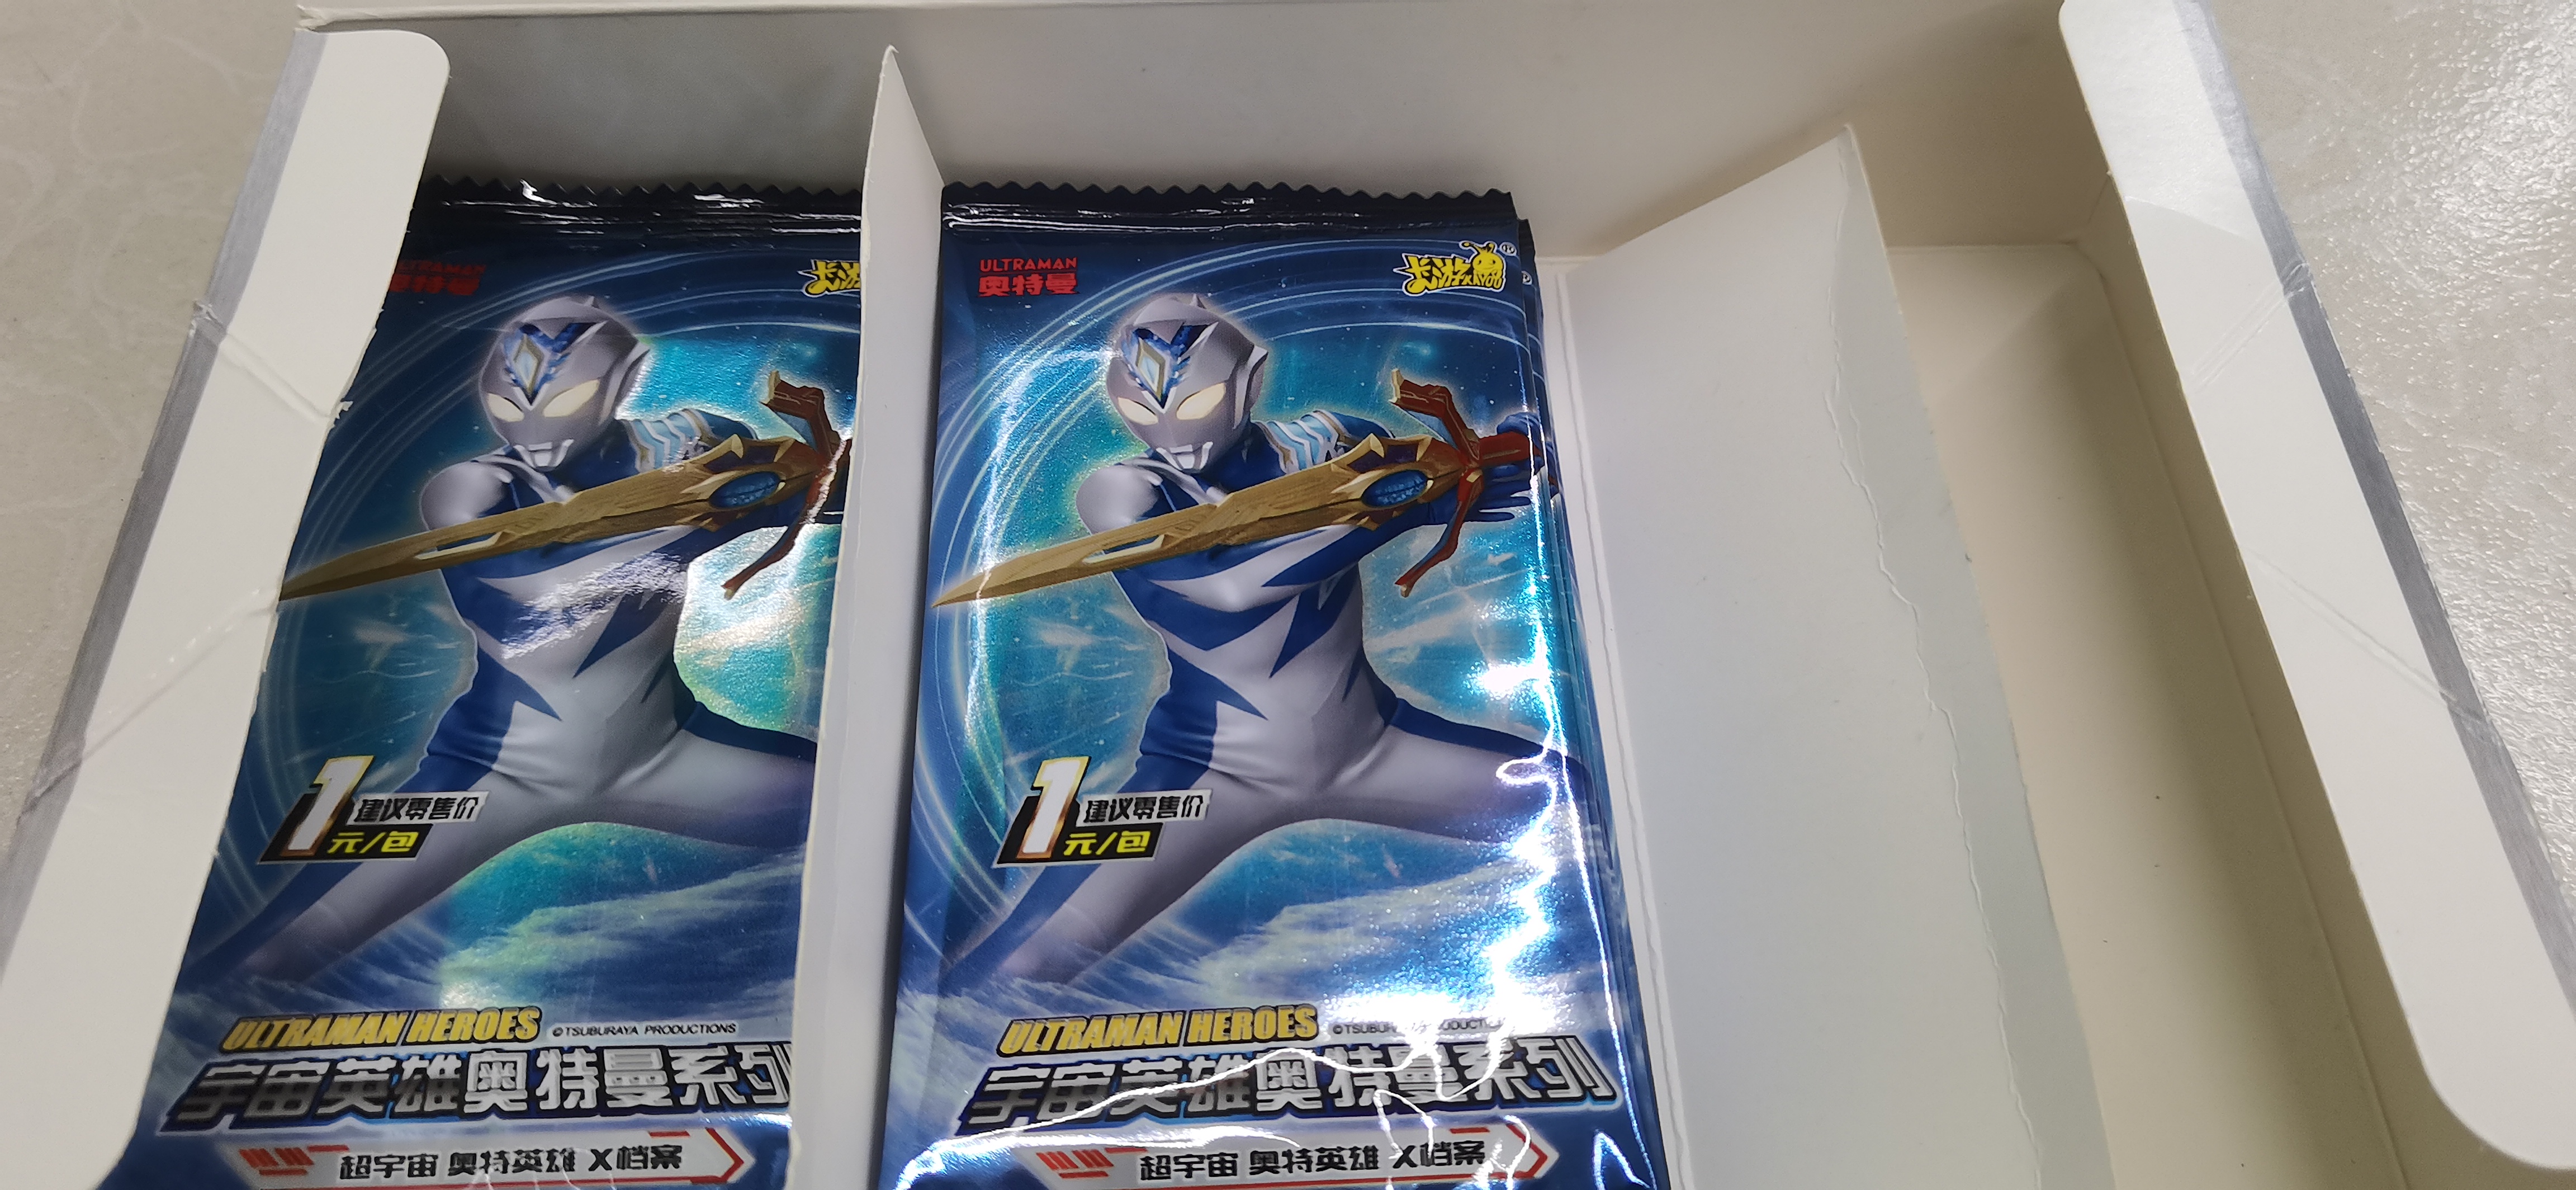 ULTRAMAN
奥特曼
卡游
1
建议零售价
元/包
ULTRAMAN HEROES ©TSUBURAYA PRODUCTIONS
宇宙英雄奥特曼系列
超宇宙 奥特英雄 X档案
ULTRAMAN
奥特曼
卡游 KAYOU ®
1
建议零售价
元/包
ULTRAMAN HEROES
宇宙英雄奥特曼系列
超宇宙 奥特英雄 X档案